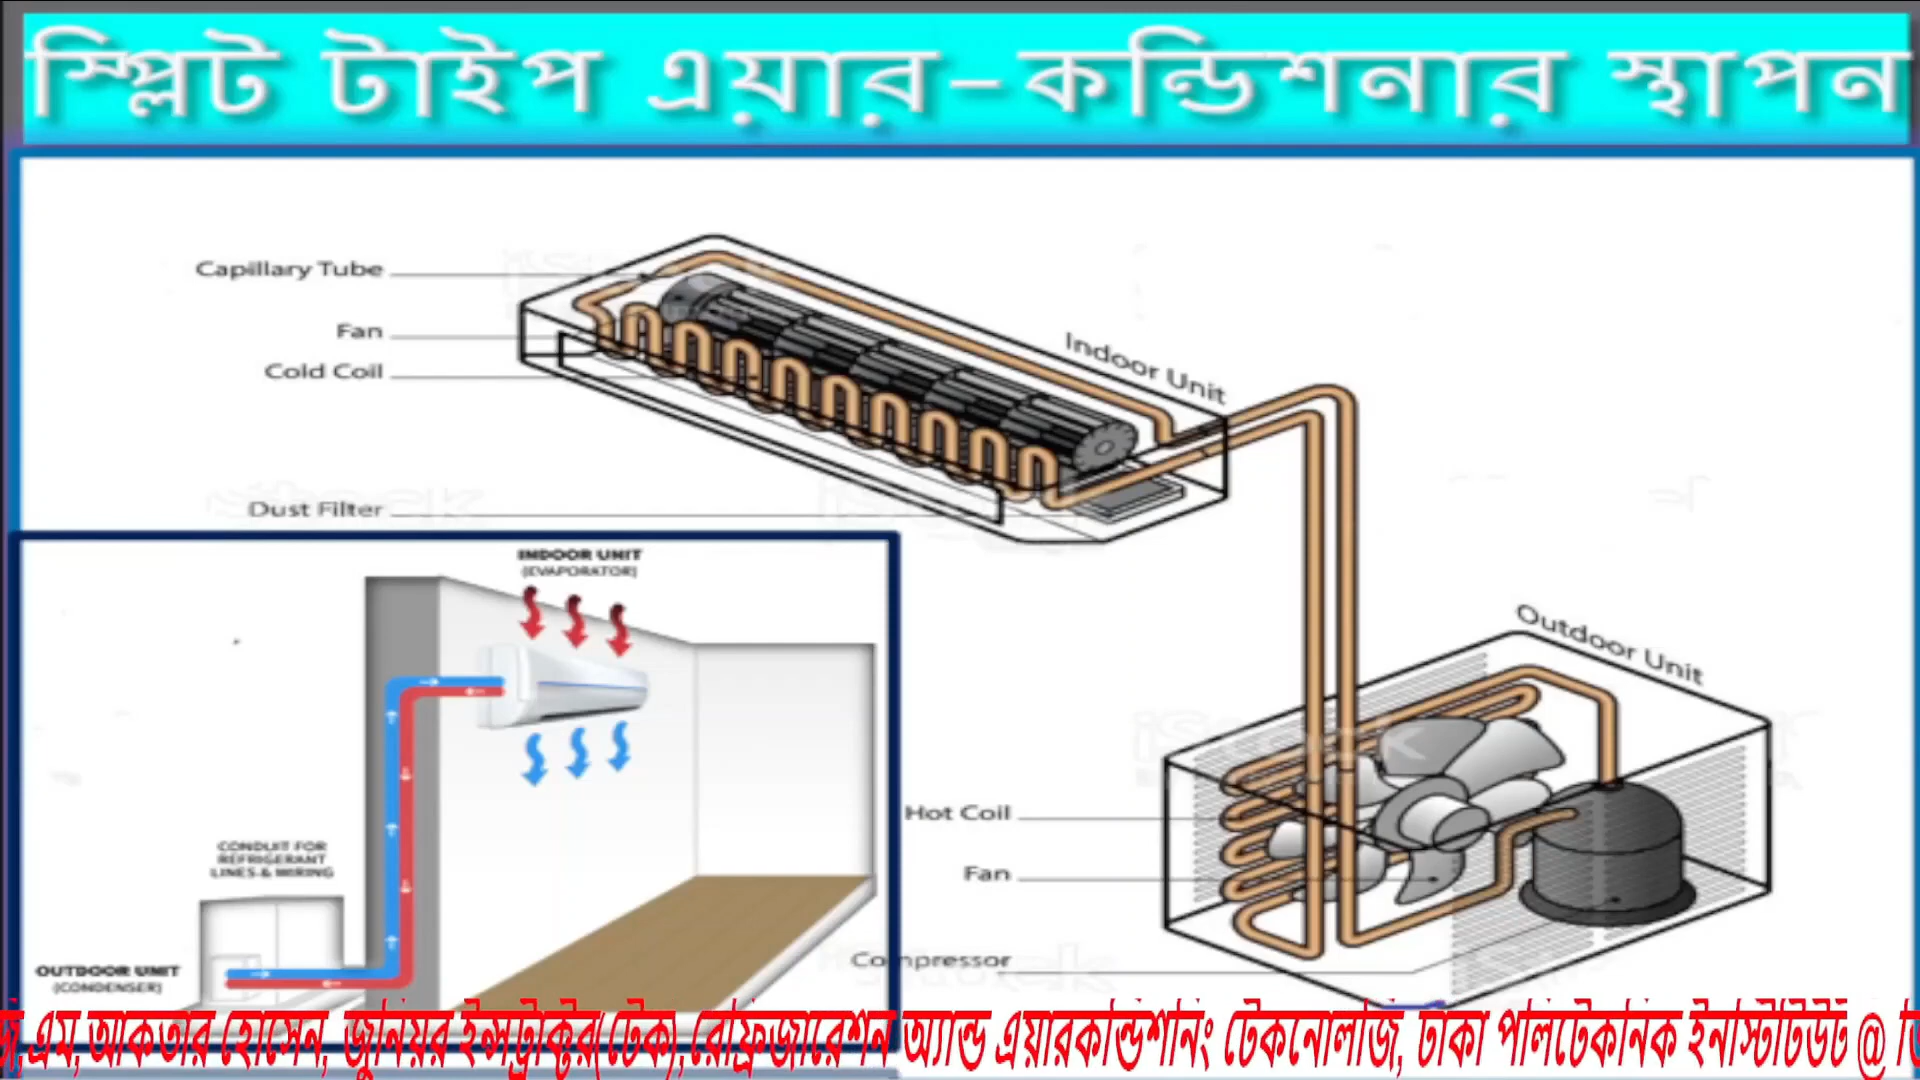 স্প্লিট টাইপ এয়ার-কন্ডিশনার স্থাপন
Capillary Tube
Fan
Cold Coil
Indoor Unit
Dust Filter
INDOOR UNIT
(EVAPORATOR)
Outdoor Unit
Hot Coil
CONDUIT FOR
REFRIGERANT
LINES & WIRING
Fan
Compressor
OUTDOOR UNIT
(CONDENSER)
এম,আকতার হোসেন, জুনিয়র ইন্সট্রাক্টর(টেক),রেফ্রিজারেশন অ্যান্ড এয়ারকন্ডিশনিং টেকনোলজি, ঢাকা পলিটেকনিক ইনস্টিটিউট @